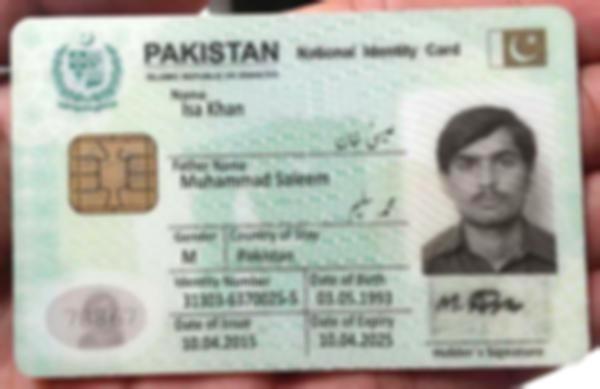 PAKISTAN National Identity Card
ISLAMIC REPUBLIC OF PAKISTAN
Name
Isa Khan
عیسیٰ خان
Father Name
Muhammad Saleem
محمد سلیم
Gender Country of Stay
M Pakistan
Identity Number Date of Birth
31303-6370025-5 03.05.1993
Date of Issue Date of Expiry
10.04.2015 10.04.2025
Holder's Signature